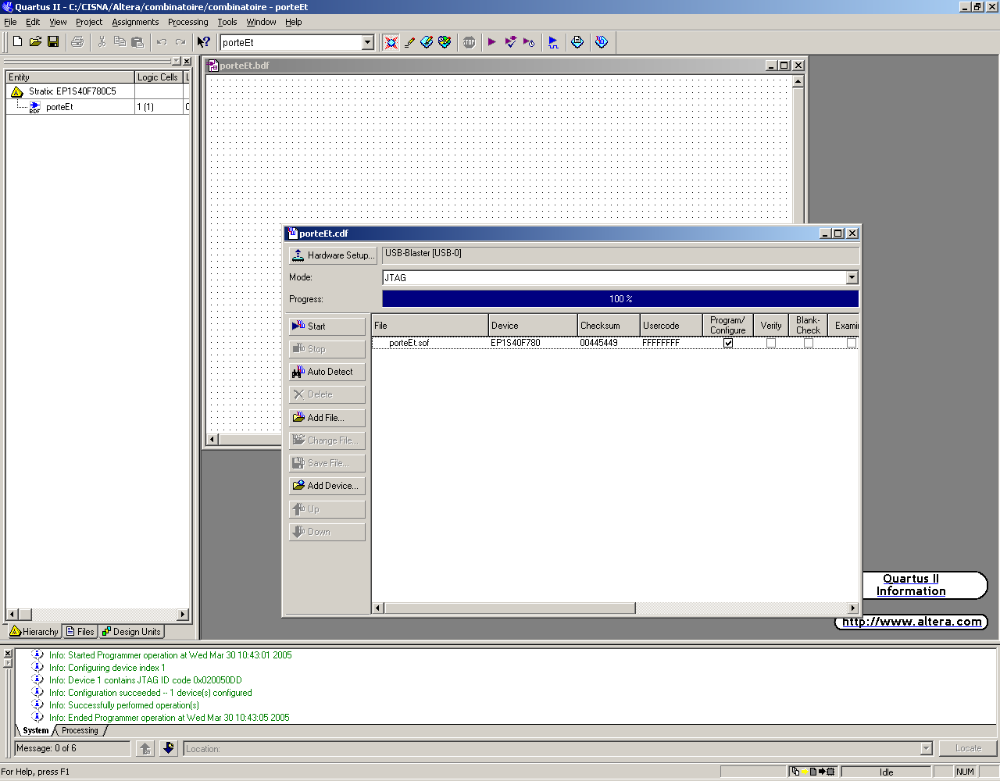 Quartus II - C:/CISNA/Altera/combinatoire/combinatoire - porteEt
File Edit View Project Assignments Processing Tools Window Help
porteEt
STOP
Entity Logic Cells L
Stratix: EP1S40F780C5
BDF porteEt 1 (1) 0
Hierarchy Files Design Units
porteEt.bdf
porteEt.cdf
Hardware Setup... USB-Blaster [USB-0]
Mode: JTAG
Progress: 100 %
Start
Stop
Auto Detect
Delete
Add File...
Change File...
Save File...
Add Device...
Up
Down
File Device Checksum Usercode Program/ Configure Verify Blank- Check Examin
porteEt.sof EP1S40F780 00445449 FFFFFFFF
Quartus II
Information
http://www.altera.com
Info: Started Programmer operation at Wed Mar 30 10:43:01 2005
Info: Configuring device index 1
Info: Device 1 contains JTAG ID code 0x020050DD
Info: Configuration succeeded -- 1 device(s) configured
Info: Successfully performed operation(s)
Info: Ended Programmer operation at Wed Mar 30 10:43:05 2005
System Processing
Message: 0 of 6 Location: Locate
For Help, press F1 Idle NUM